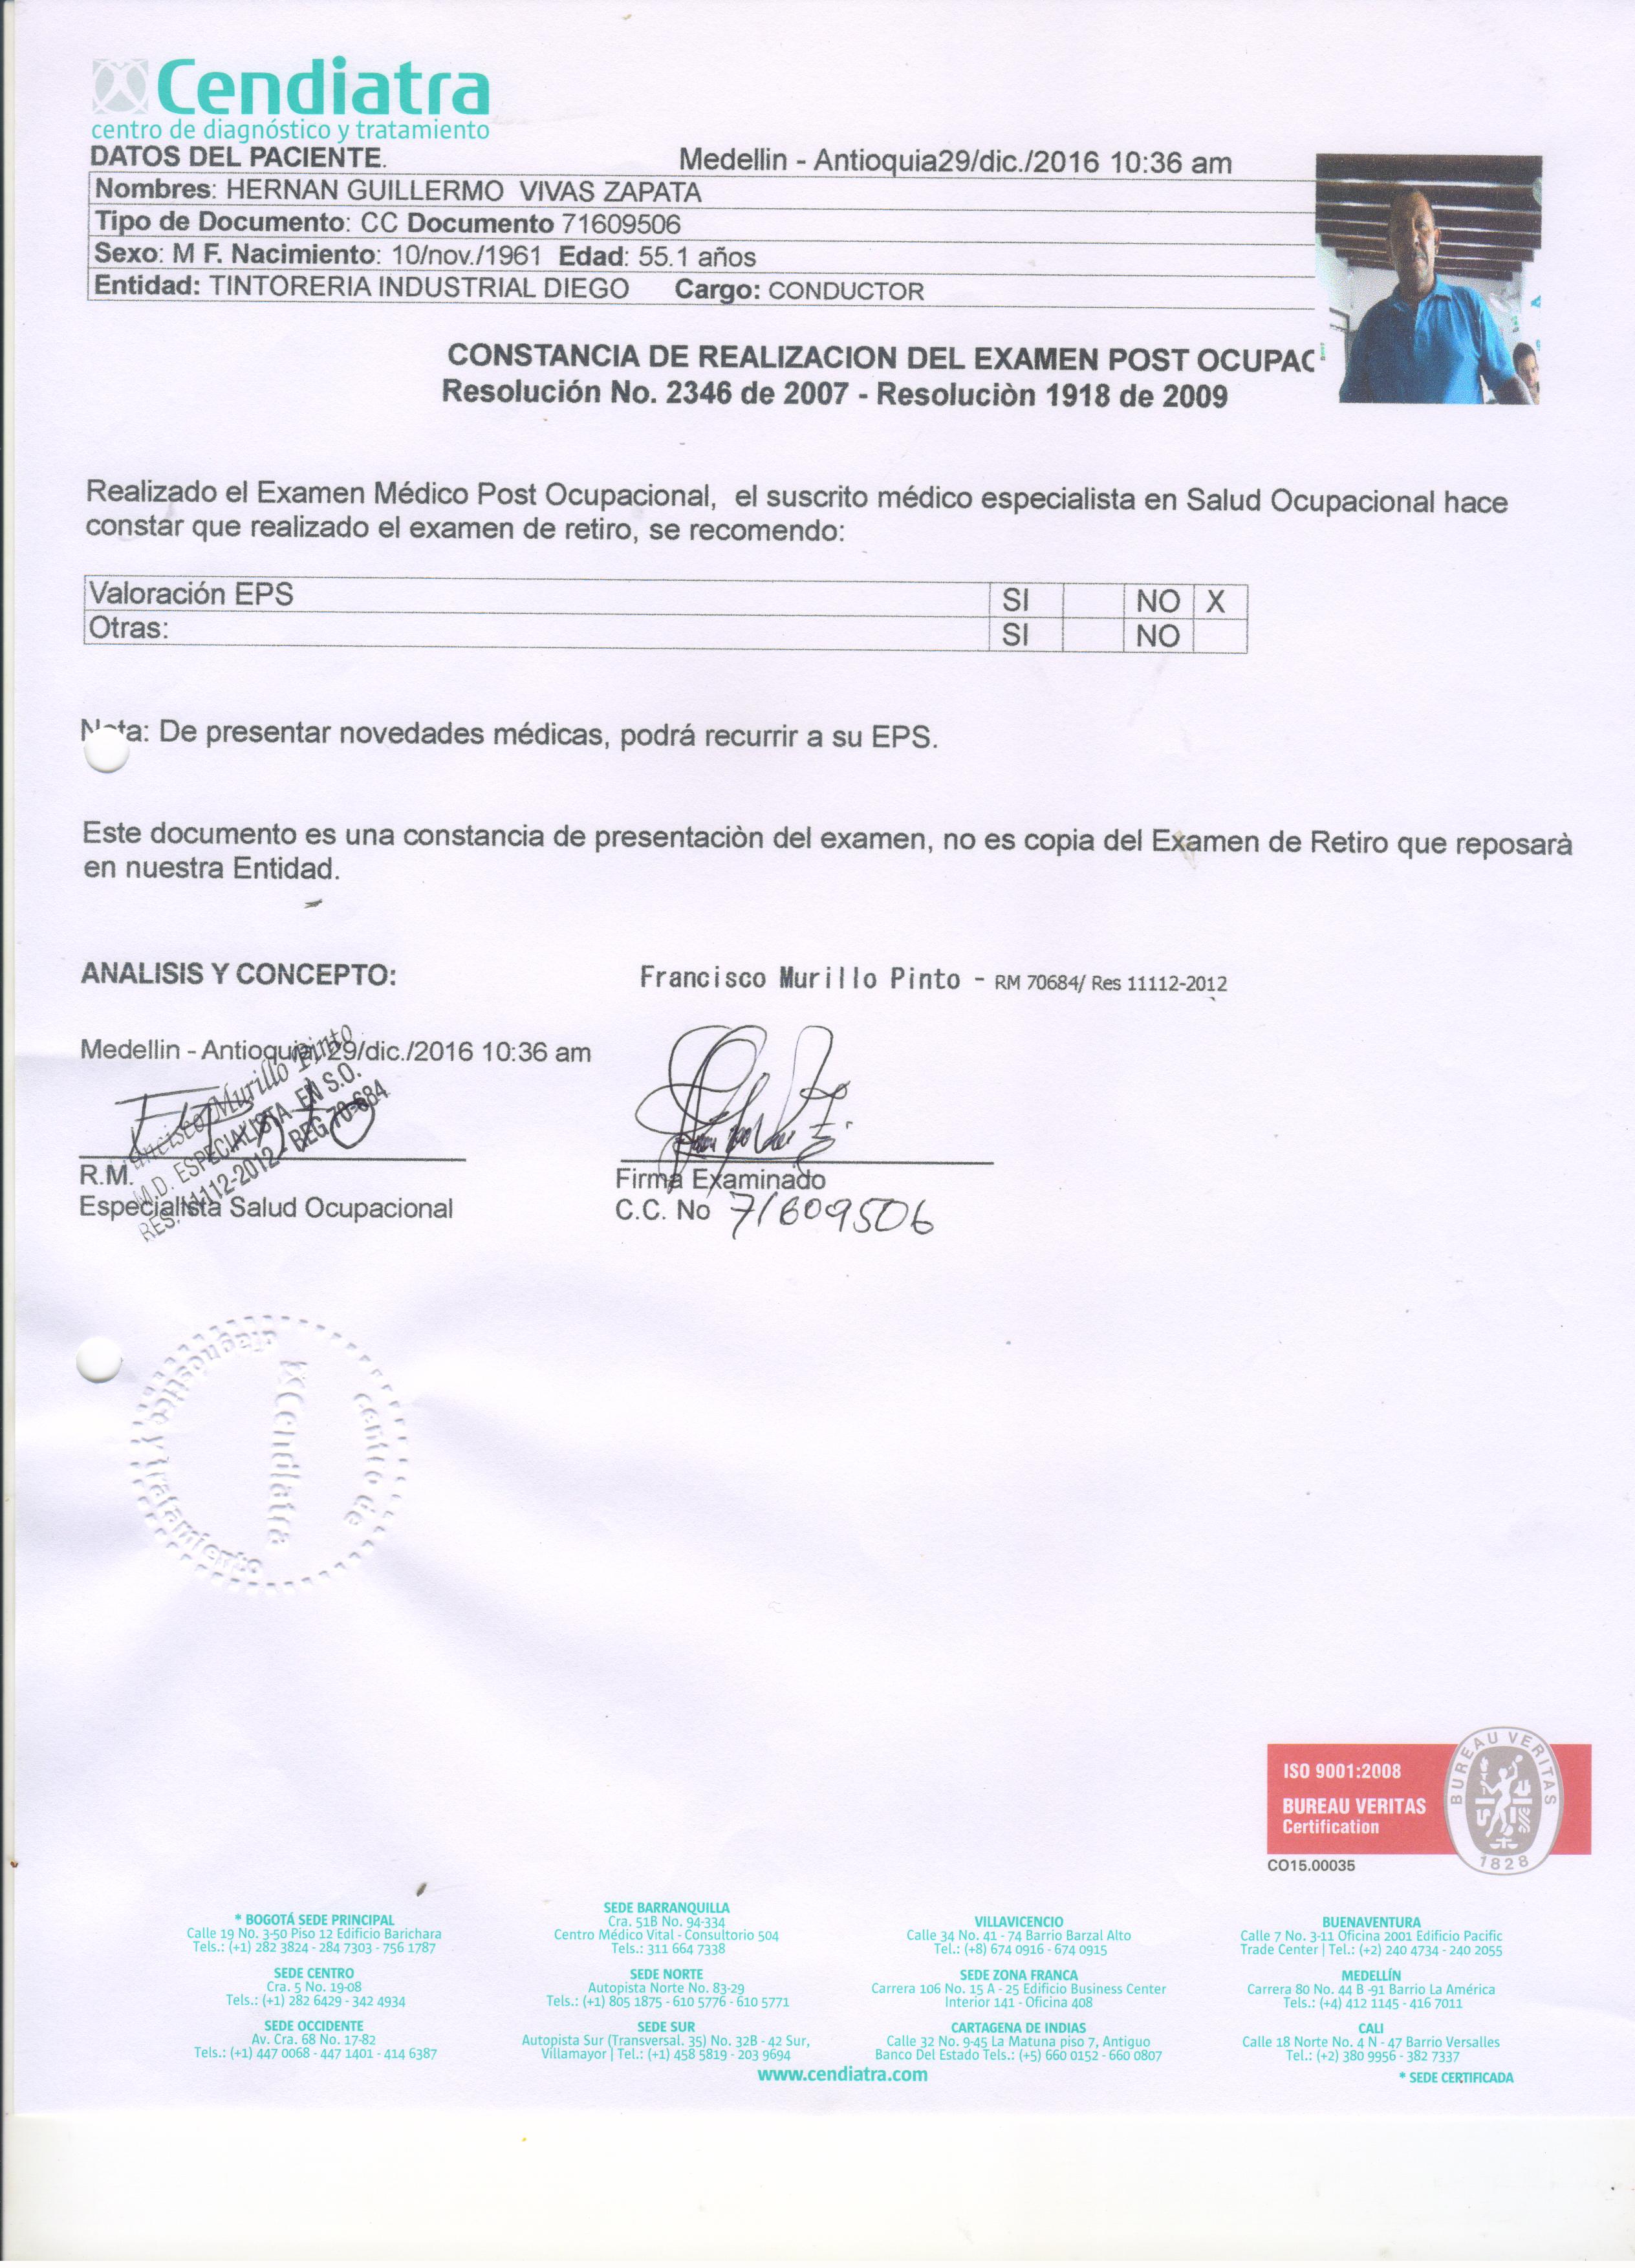 Cendiatra
centro de diagnóstico y tratamiento
DATOS DEL PACIENTE.
Medellin - Antioquia29/dic./2016 10:36 am
Nombres: HERNAN GUILLERMO VIVAS ZAPATA
Tipo de Documento: CC Documento 71609506
Sexo: M F. Nacimiento: 10/nov./1961 Edad: 55.1 años
Entidad: TINTORERIA INDUSTRIAL DIEGO Cargo: CONDUCTOR
CONSTANCIA DE REALIZACION DEL EXAMEN POST OCUPAC
Resolución No. 2346 de 2007 - Resoluciòn 1918 de 2009
Realizado el Examen Médico Post Ocupacional, el suscrito médico especialista en Salud Ocupacional hace
constar que realizado el examen de retiro, se recomendo:
Valoración EPS SI NO X
Otras: SI NO
Nota: De presentar novedades médicas, podrá recurrir a su EPS.
Este documento es una constancia de presentaciòn del examen, no es copia del Examen de Retiro que reposarà
en nuestra Entidad.
ANALISIS Y CONCEPTO:
Francisco Murillo Pinto - RM 70684/ Res 11112-2012
Medellin - Antioquia, 29/dic./2016 10:36 am
Francisco Murillo Pinto
M.D. ESPECIALISTA EN S.O.
RES. 11112-2012 / REG 70-684
R.M.
Especialista Salud Ocupacional
Firma Examinado
C.C. No 71609506
centro de
diagnóstico y tratamiento
Cendiatra
ISO 9001:2008
BUREAU VERITAS
Certification
BUREAU VERITAS
1828
CO15.00035
* BOGOTÁ SEDE PRINCIPAL
Calle 19 No. 3-50 Piso 12 Edificio Barichara
Tels.: (+1) 282 3824 - 284 7303 - 756 1787
SEDE CENTRO
Cra. 5 No. 19-08
Tels.: (+1) 282 6429 - 342 4934
SEDE OCCIDENTE
Av. Cra. 68 No. 17-82
Tels.: (+1) 447 0068 - 447 1401 - 414 6387
SEDE BARRANQUILLA
Cra. 51B No. 94-334
Centro Médico Vital - Consultorio 504
Tels.: 311 664 7338
SEDE NORTE
Autopista Norte No. 83-29
Tels.: (+1) 805 1875 - 610 5776 - 610 5771
SEDE SUR
Autopista Sur (Transversal. 35) No. 32B - 42 Sur,
Villamayor | Tel.: (+1) 458 5819 - 203 9694
VILLAVICENCIO
Calle 34 No. 41 - 74 Barrio Barzal Alto
Tel.: (+8) 674 0916 - 674 0915
SEDE ZONA FRANCA
Carrera 106 No. 15 A - 25 Edificio Business Center
Interior 141 - Oficina 408
CARTAGENA DE INDIAS
Calle 32 No. 9-45 La Matuna piso 7, Antiguo
Banco Del Estado Tels.: (+5) 660 0152 - 660 0807
BUENAVENTURA
Calle 7 No. 3-11 Oficina 2001 Edificio Pacific
Trade Center | Tel.: (+2) 240 4734 - 240 2055
MEDELLÍN
Carrera 80 No. 44 B -91 Barrio La América
Tels.: (+4) 412 1145 - 416 7011
CALI
Calle 18 Norte No. 4 N - 47 Barrio Versalles
Tel.: (+2) 380 9956 - 382 7337
www.cendiatra.com
* SEDE CERTIFICADA